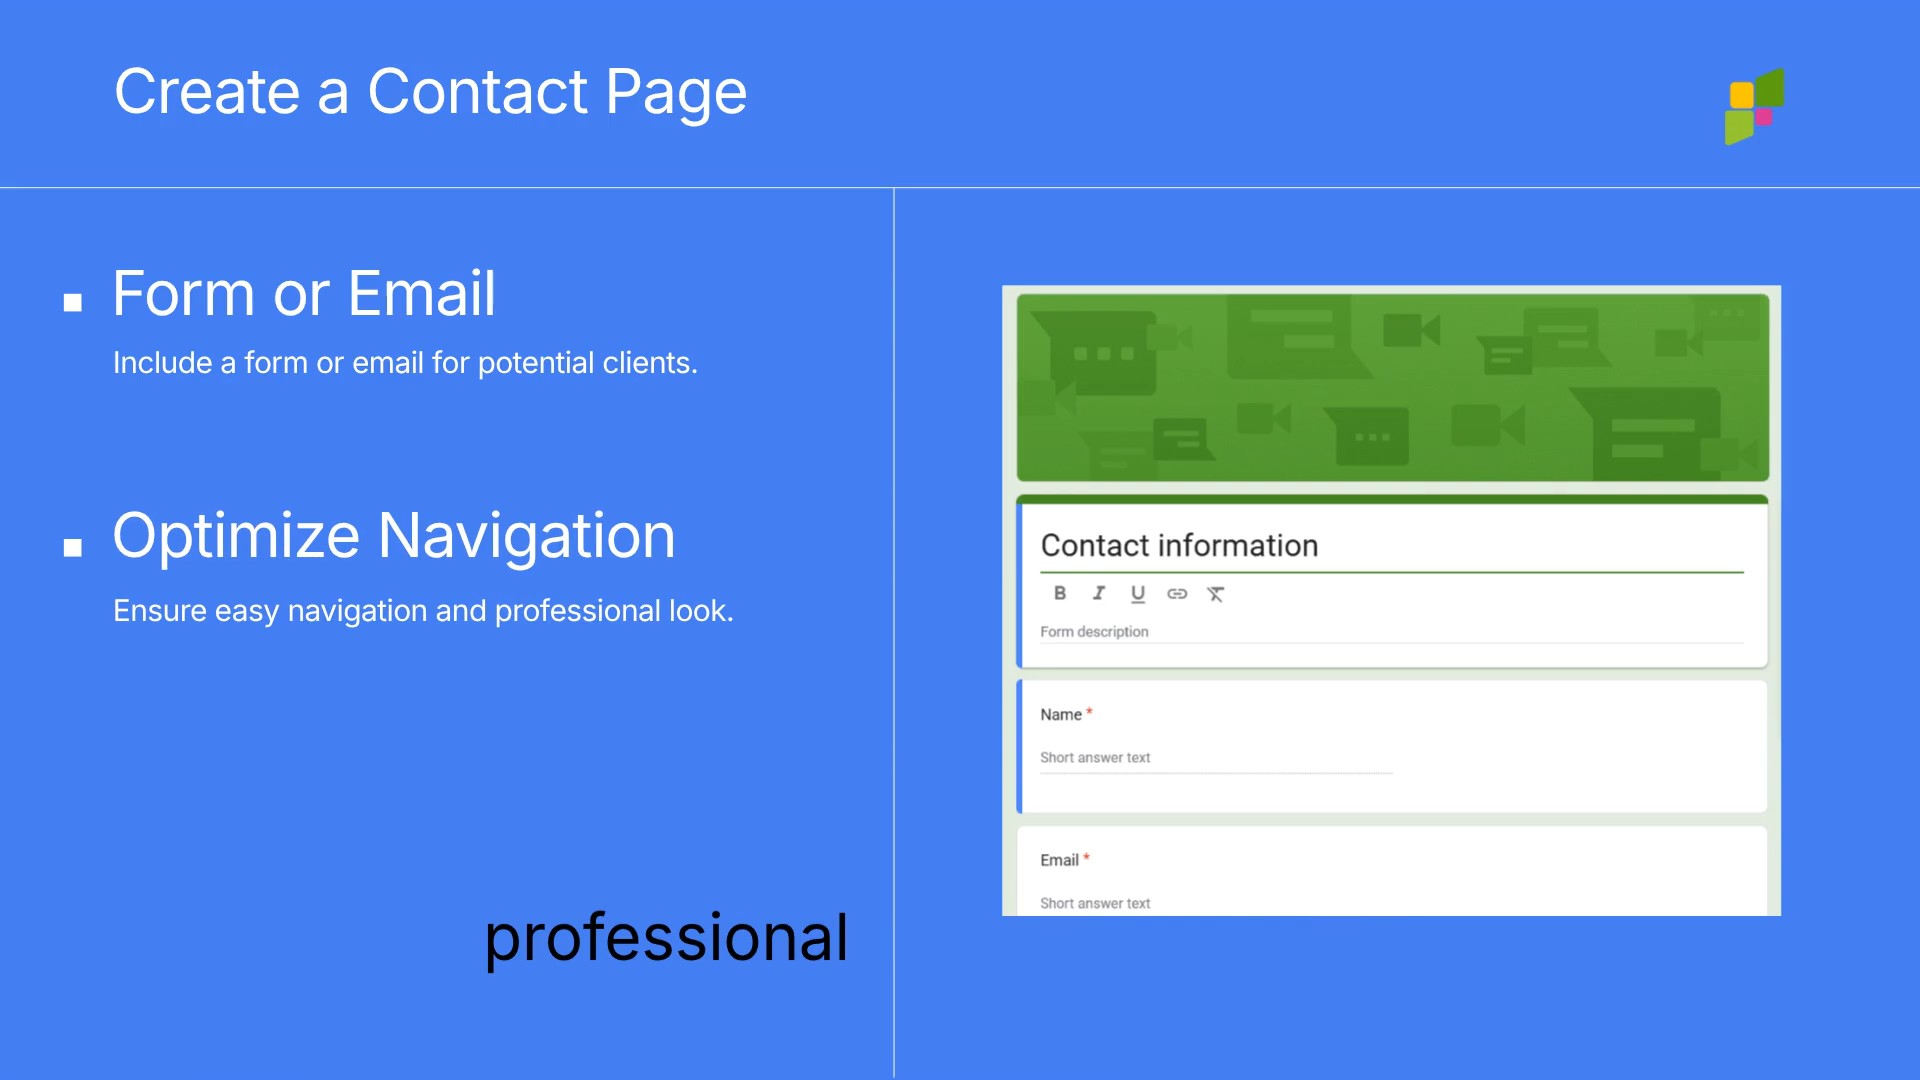 Create a Contact Page
Form or Email
Include a form or email for potential clients.
Optimize Navigation
Ensure easy navigation and professional look.
professional
Contact information
B I U
Form description
Name *
Short answer text
Email *
Short answer text